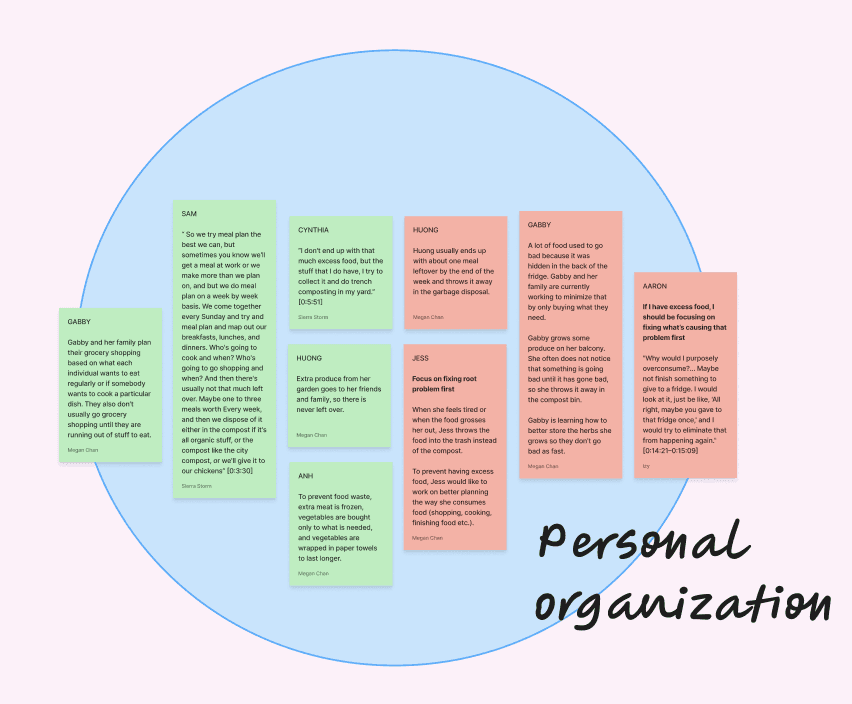 GABBY
Gabby and her family plan
their grocery shopping
based on what each
individual wants to eat
regularly or if somebody
wants to cook a particular
dish. They also don't
usually go grocery
shopping until they are
running out of stuff to eat.
Megan Chan
SAM
" So we try meal plan the
best we can, but
sometimes you know we'll
get a meal at work or we
make more than we plan
on, and but we do meal
plan on a week by week
basis. We come together
every Sunday and try and
meal plan and map out our
breakfasts, lunches, and
dinners. Who's going to
cook and when? Who's
going to go shopping and
when? And then there's
usually not that much left
over. Maybe one to three
meals worth Every week,
and then we dispose of it
either in the compost if it's
all organic stuff, or the
compost like the city
compost, or we'll give it to
our chickens" [0:3:30]
Sierra Storm
CYNTHIA
"I don't end up with that
much excess food, but the
stuff that I do have, I try to
collect it and do trench
composting in my yard."
[0:5:51]
Sierra Storm
HUONG
Extra produce from her
garden goes to her friends
and family, so there is
never left over.
Megan Chan
ANH
To prevent food waste,
extra meat is frozen,
vegetables are bought
only to what is needed,
and vegetables are
wrapped in paper towels
to last longer.
Megan Chan
HUONG
Huong usually ends up
with about one meal
leftover by the end of the
week and throws it away
in the garbage disposal.
Megan Chan
JESS
Focus on fixing root
problem first
When she feels tired or
when the food grosses
her out, Jess throws the
food into the trash instead
of the compost.
To prevent having excess
food, Jess would like to
work on better planning
the way she consumes
food (shopping, cooking,
finishing food etc.).
Megan Chan
GABBY
A lot of food used to go
bad because it was
hidden in the back of the
fridge. Gabby and her
family are currently
working to minimize that
by only buying what they
need.
Gabby grows some
produce on her balcony.
She often does not notice
that something is going
bad until it has gone bad,
so she throws it away in
the compost bin.
Gabby is learning how to
better store the herbs she
grows so they don't go
bad as fast.
Megan Chan
AARON
If I have excess food, I
should be focusing on
fixing what's causing that
problem first
"Why would I purposely
overconsume?... Maybe
not finish something to
give to a fridge. I would
look at it, just be like, 'All
right, maybe you gave to
that fridge once,' and I
would try to eliminate that
from happening again."
[0:14:21–0:15:09]
Izy
Personal
organization